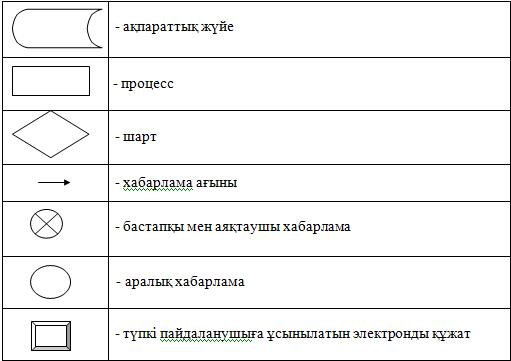 - ақпараттық жүйе
- процесс
- шарт
- хабарлама ағыны
- бастапқы мен аяқтаушы хабарлама
- аралық хабарлама
- түпкі пайдаланушыға ұсынылатын электронды құжат